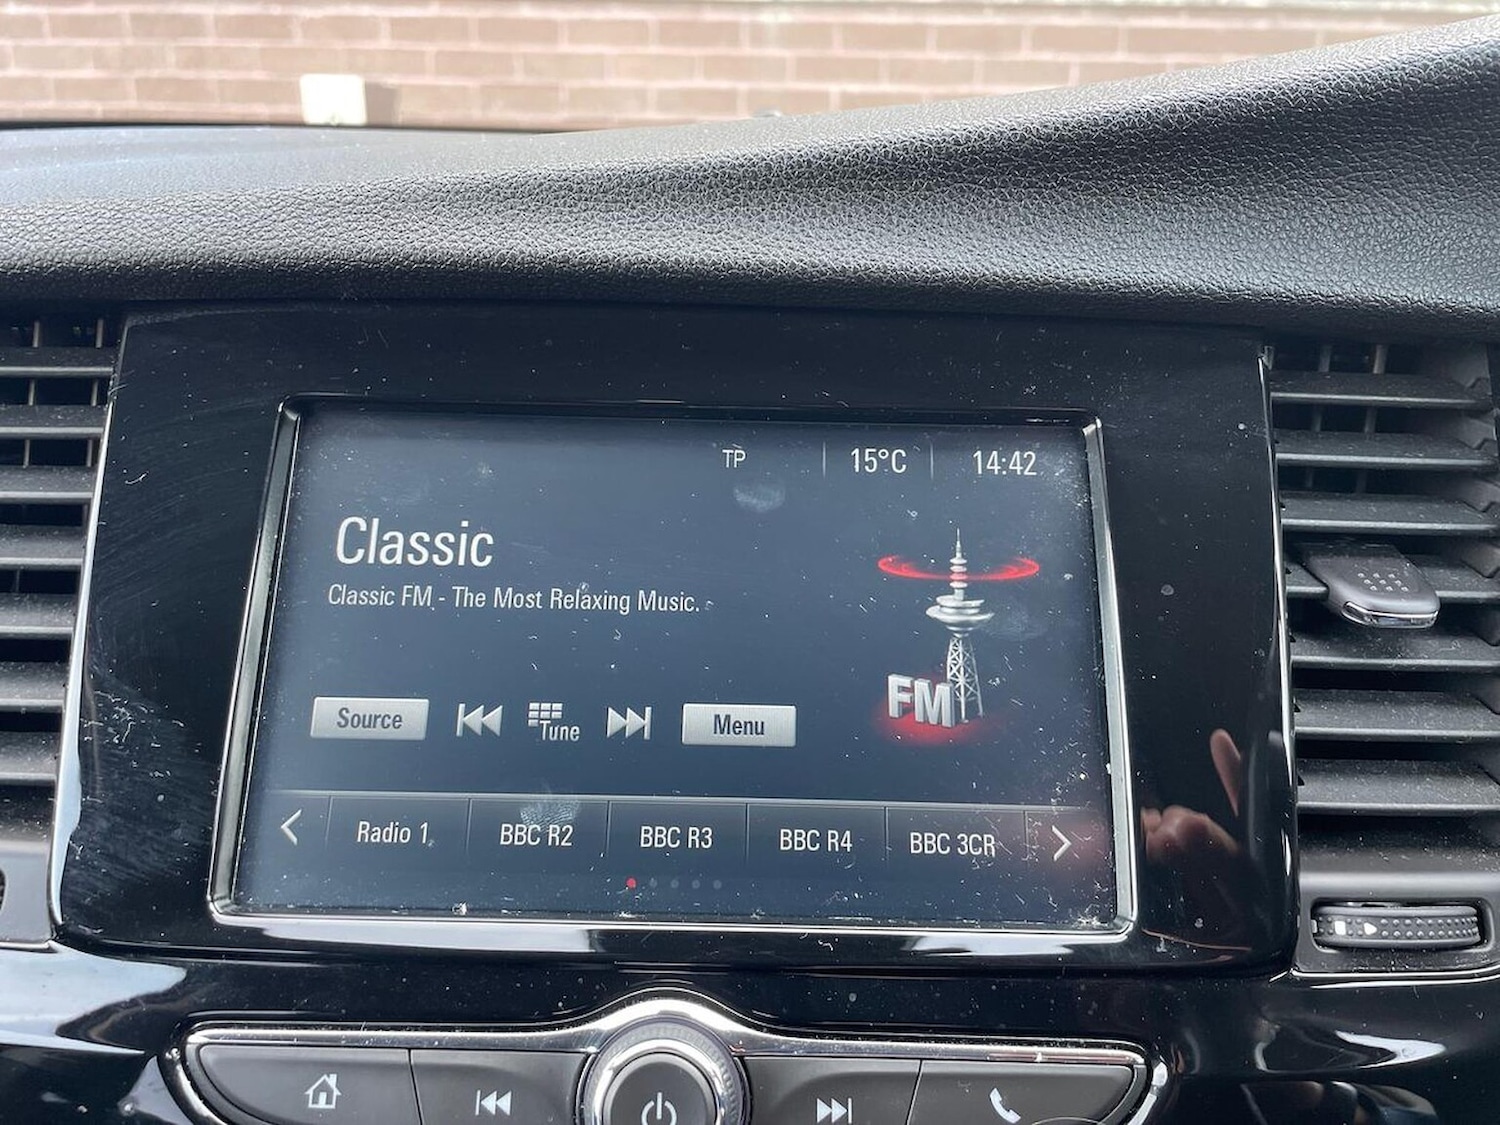 TP 15°C 14:42
Classic
Classic FM - The Most Relaxing Music.
FM
Source Tune Menu
Radio 1 BBC R2 BBC R3 BBC R4 BBC 3CR